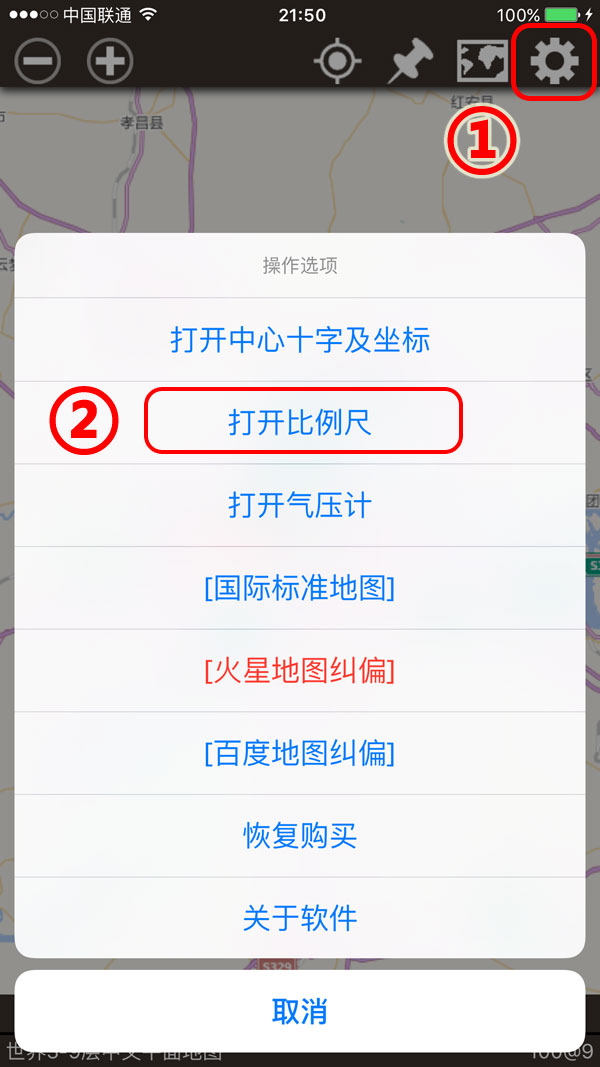 中国联通 21:50 100%
孝昌县 红安县
①
操作选项
打开中心十字及坐标
② 打开比例尺
打开气压计
[国际标准地图]
[火星地图纠偏]
[百度地图纠偏]
恢复购买
关于软件
S329
取消
世界3-9层中文平面地图 100@9